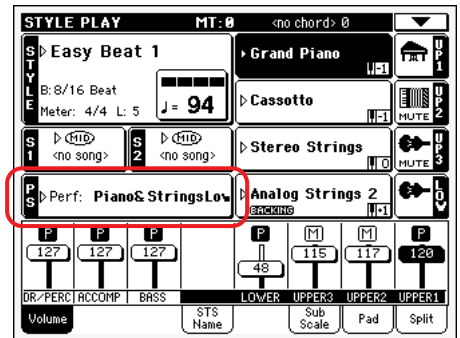 STYLE PLAY MT:0 <no chord> 0
STYLE Easy Beat 1
B:8/16 Beat
Meter: 4/4 L: 5 ♩= 94
Grand Piano -1 UP1
Cassotto -1 MUTE UP2
S1 MID <no song> S2 MID <no song>
Stereo Strings 0 MUTE UP3
PS Perf: Piano&StringsLow
Analog Strings 2 LOW
BACKING +1
P P P P M M P
127 127 127 48 115 117 120
DR/PERC ACCOMP BASS LOWER UPPER3 UPPER2 UPPER1
Volume STS Name Sub Scale Pad Split